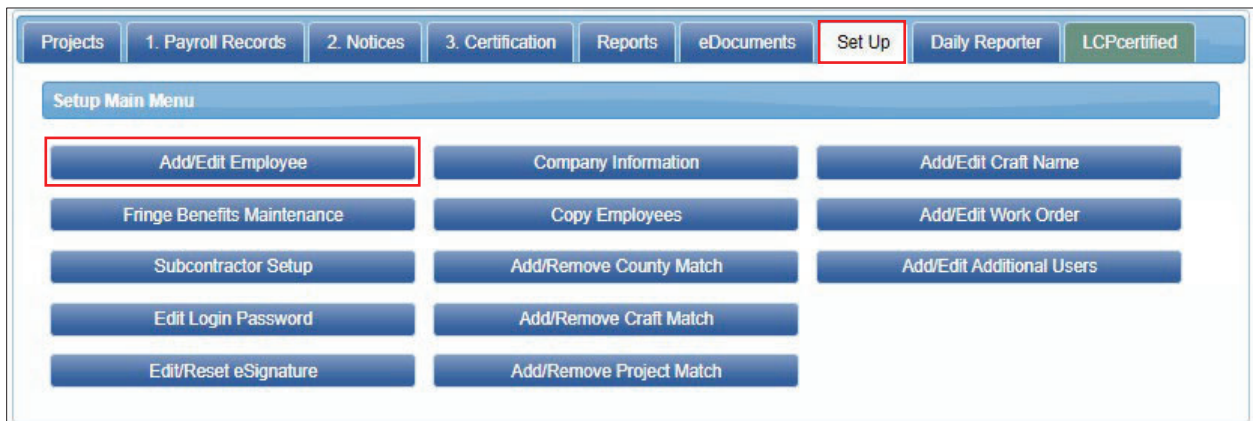 Projects 1. Payroll Records 2. Notices 3. Certification Reports eDocuments Set Up Daily Reporter LCPcertified
Setup Main Menu
Add/Edit Employee Company Information Add/Edit Craft Name
Fringe Benefits Maintenance Copy Employees Add/Edit Work Order
Subcontractor Setup Add/Remove County Match Add/Edit Additional Users
Edit Login Password Add/Remove Craft Match
Edit/Reset eSignature Add/Remove Project Match